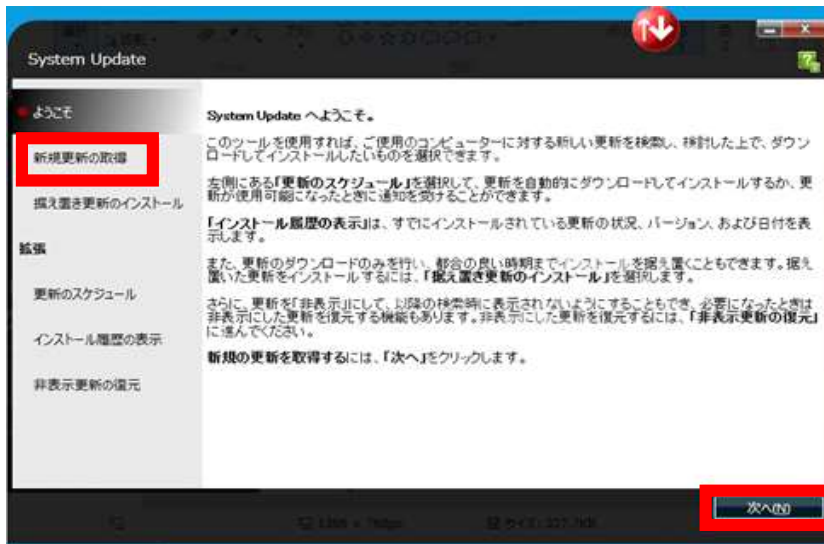 System Update
ようこそ
新規更新の取得
据え置き更新のインストール
拡張
更新のスケジュール
インストール履歴の表示
非表示更新の復元
System Update へようこそ。
このツールを使用すれば、ご使用のコンピューターに対する新しい更新を検索し、検討した上で、ダウン
ロードしてインストールしたいものを選択できます。
左側にある「更新のスケジュール」を選択して、更新を自動的にダウンロードしてインストールするか、更
新が使用可能になったときに通知を受けることができます。
「インストール履歴の表示」は、すでにインストールされている更新の状況、バージョン、および日付を表
示します。
また、更新のダウンロードのみを行い、都合の良い時期までインストールを据え置くこともできます。据え
置いた更新をインストールするには、「据え置き更新のインストール」を選択します。
さらに、更新を「非表示」にして、以降の検索時に表示されないようにすることもでき、必要になったときは
非表示にした更新を復元する機能もあります。非表示にした更新を復元するには、「非表示更新の復元」
に進んでください。
新規の更新を取得するには、「次へ」をクリックします。
次へ(N)